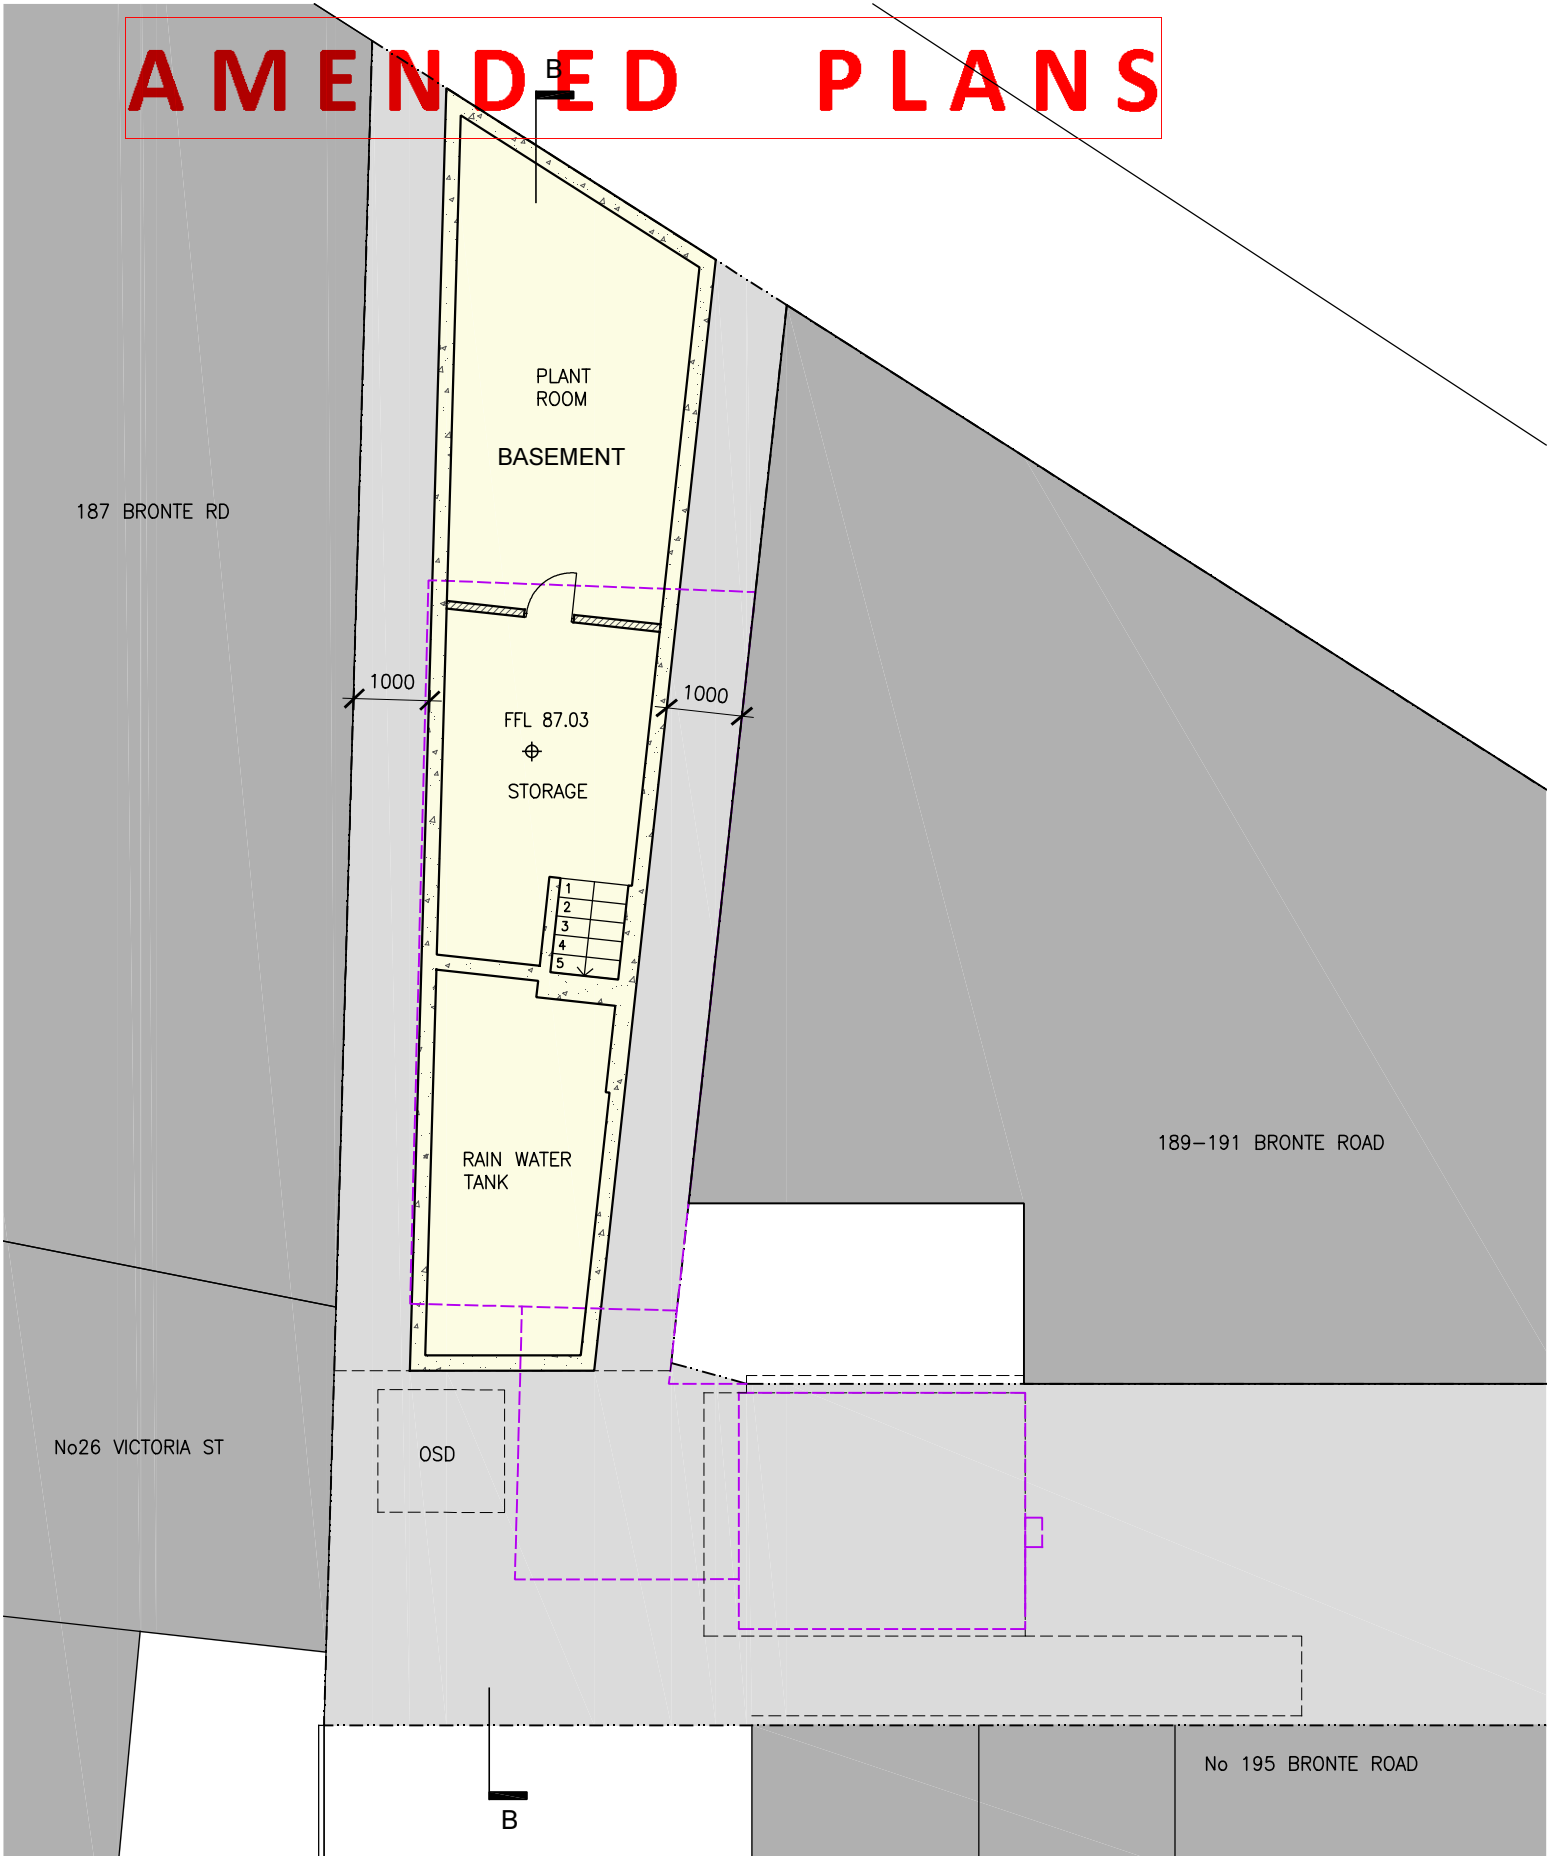 AMENDED PLANS
B
PLANT
ROOM
BASEMENT
187 BRONTE RD
1000
1000
FFL 87.03
STORAGE
1
2
3
4
5
189-191 BRONTE ROAD
RAIN WATER
TANK
No26 VICTORIA ST
OSD
No 195 BRONTE ROAD
B